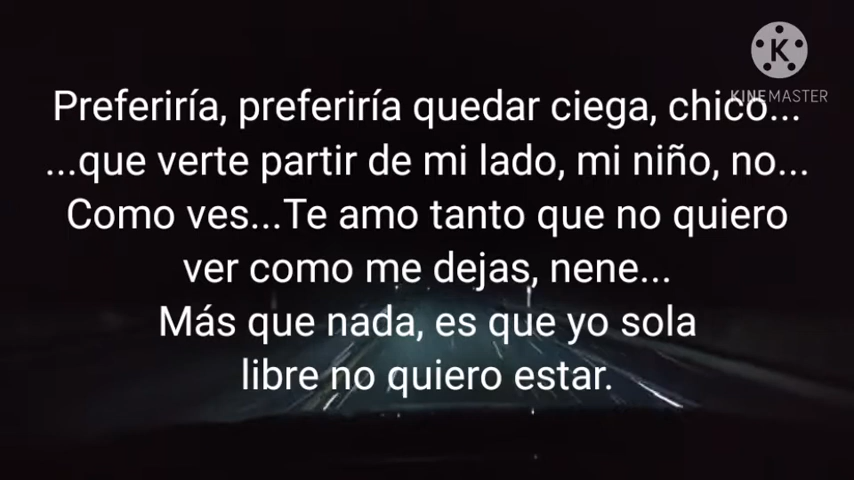 KINEMASTER
Preferiría, preferiría quedar ciega, chico...
...que verte partir de mi lado, mi niño, no...
Como ves...Te amo tanto que no quiero
ver como me dejas, nene...
Más que nada, es que yo sola
libre no quiero estar.